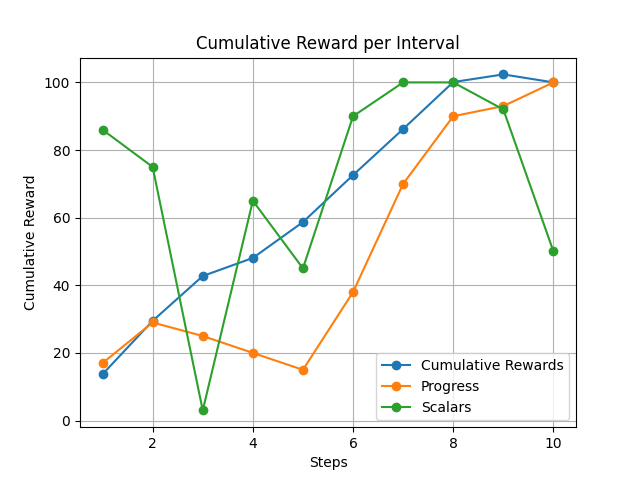 Cumulative Reward per Interval
Cumulative Reward
100
80
60
40
20
0
2
4
6
8
10
Steps
Cumulative Rewards
Progress
Scalars